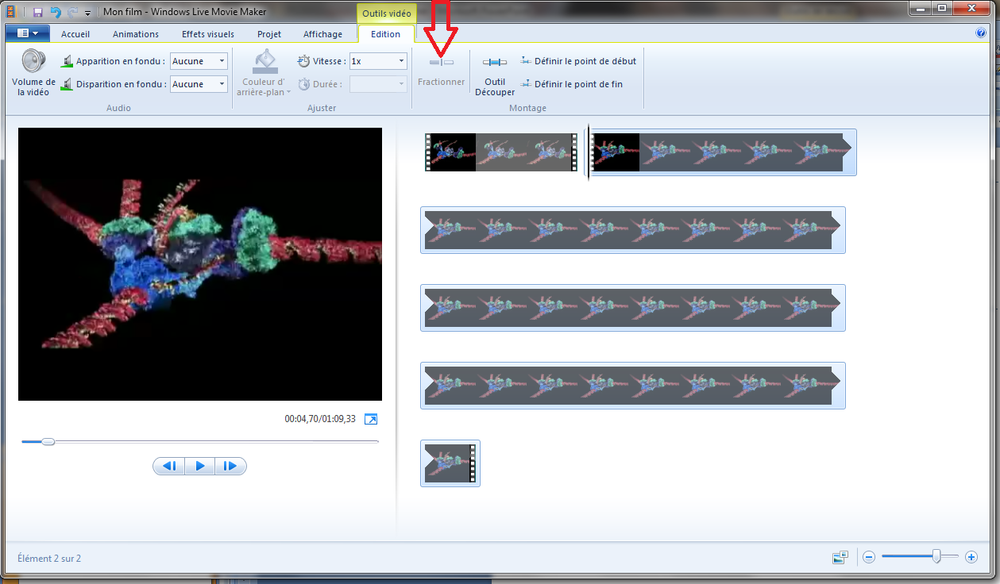 Mon film - Windows Live Movie Maker
Outils vidéo
Accueil Animations Effets visuels Projet Affichage Edition
Volume de
la vidéo
Apparition en fondu : Aucune
Disparition en fondu : Aucune
Audio
Couleur d'
arrière-plan
Vitesse : 1x
Durée :
Ajuster
Fractionner
Outil
Découper
Définir le point de début
Définir le point de fin
Montage
00:04,70/01:09,33
Élément 2 sur 2